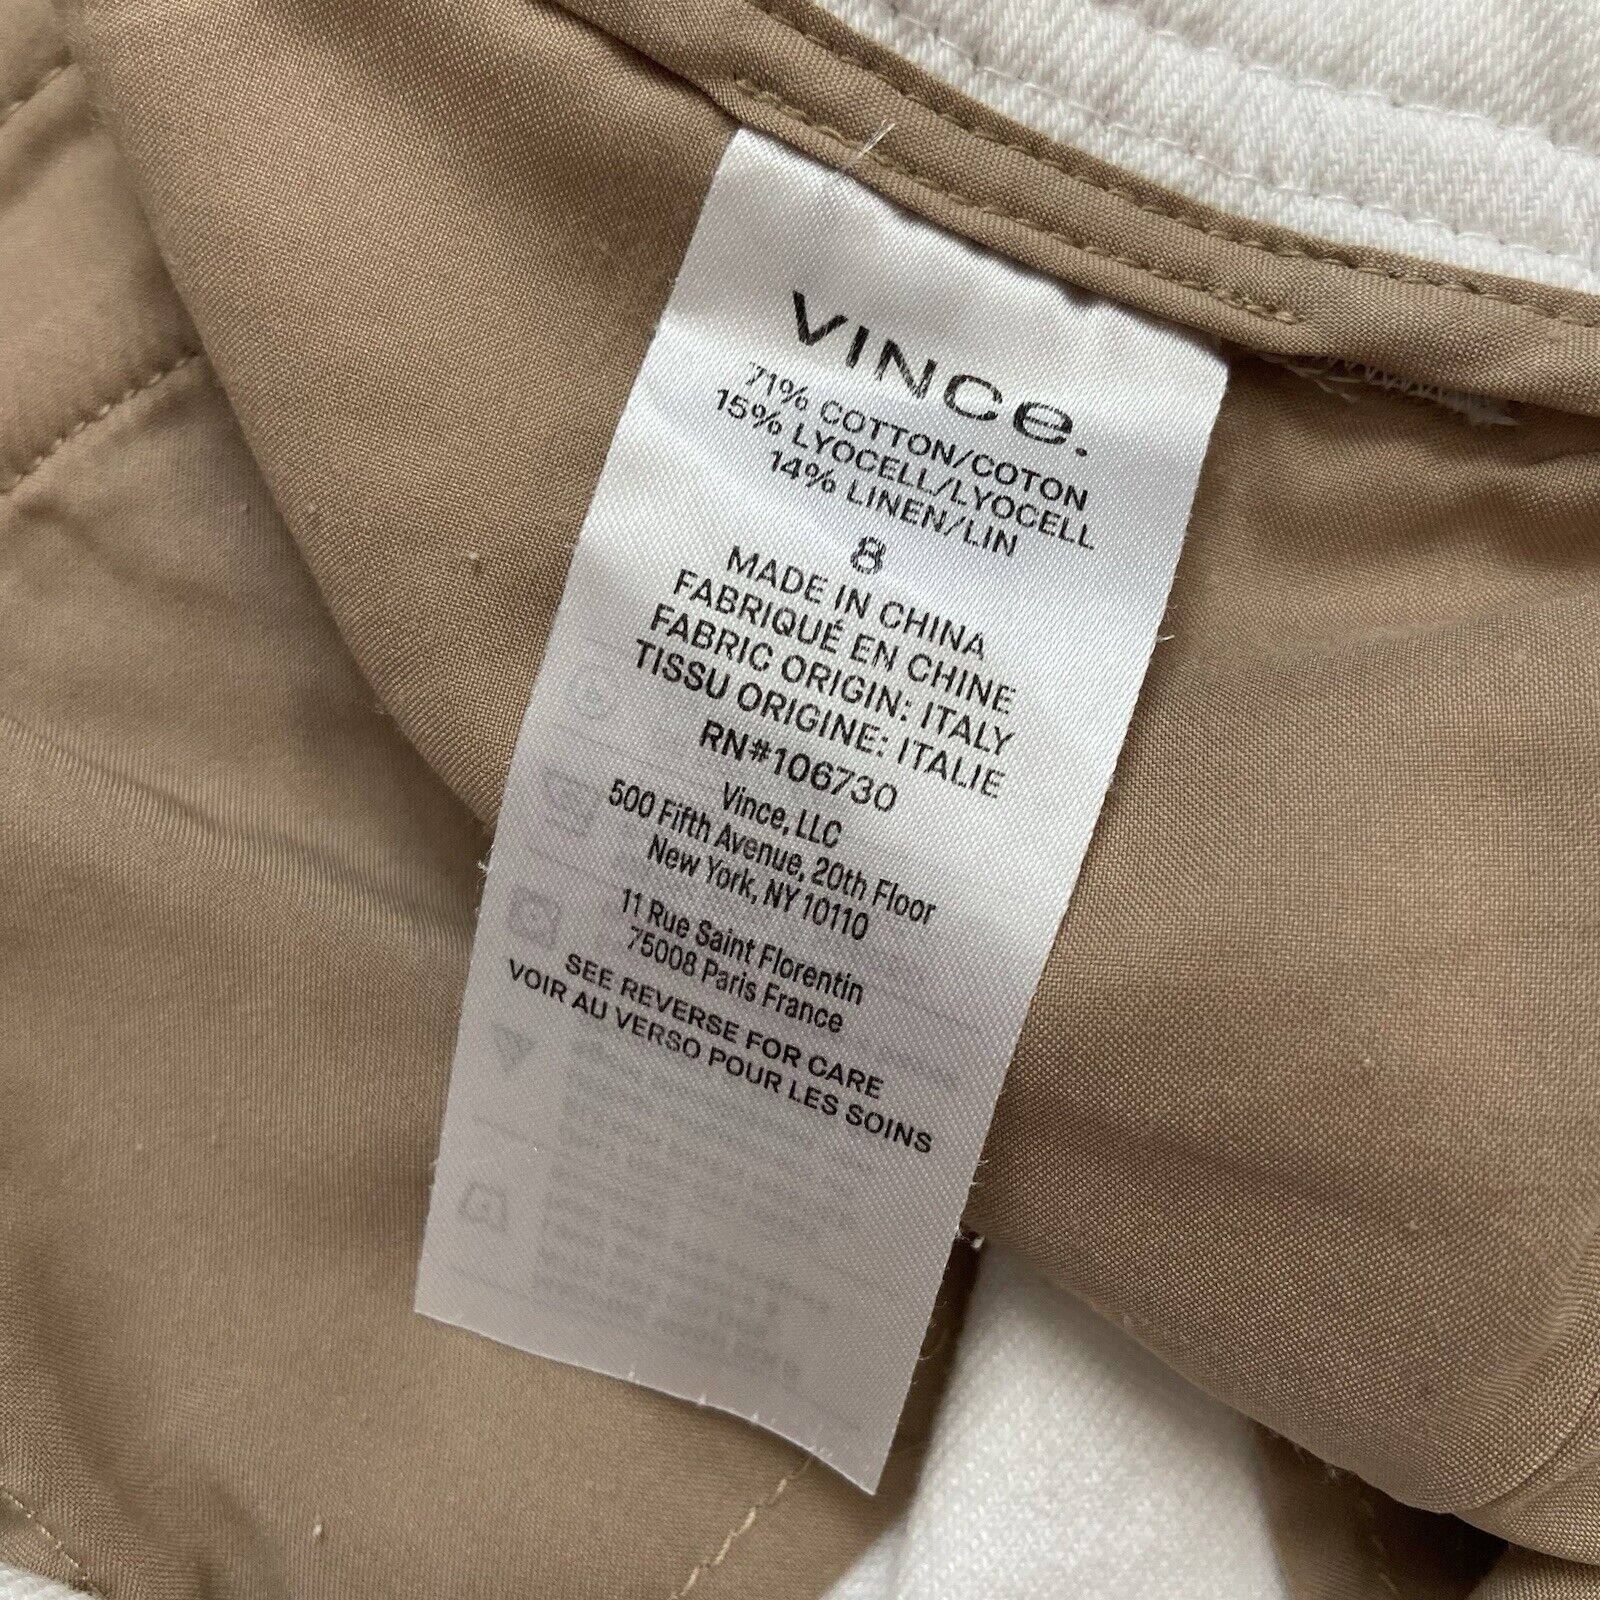 VINCe.
71% COTTON/COTON
15% LYOCELL/LYOCELL
14% LINEN/LIN
8
MADE IN CHINA
FABRIQUÉ EN CHINE
FABRIC ORIGIN: ITALY
TISSU ORIGINE: ITALIE
RN#106730
Vince, LLC
500 Fifth Avenue, 20th Floor
New York, NY 10110
11 Rue Saint Florentin
75008 Paris France
SEE REVERSE FOR CARE
VOIR AU VERSO POUR LES SOINS